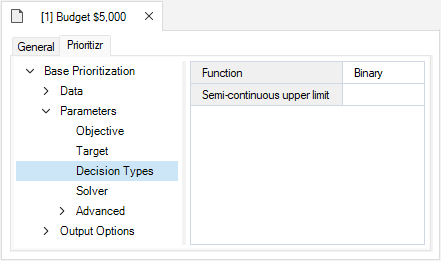 [1] Budget $5,000
General Prioritizr
Base Prioritization
Data
Parameters
Objective
Target
Decision Types
Solver
Advanced
Output Options
Function Binary
Semi-continuous upper limit